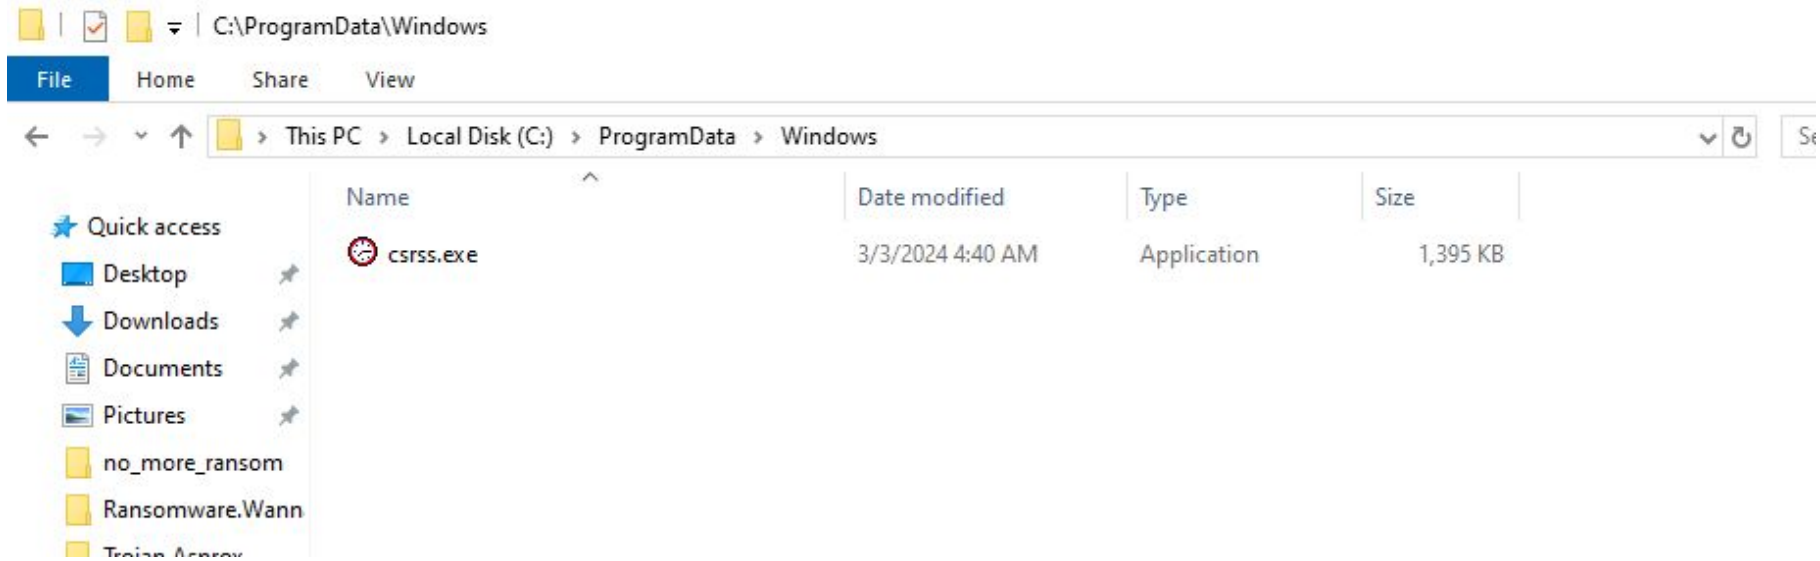 C:\ProgramData\Windows
File Home Share View
This PC > Local Disk (C:) > ProgramData > Windows
Name Date modified Type Size
Quick access
csrss.exe 3/3/2024 4:40 AM Application 1,395 KB
Desktop
Downloads
Documents
Pictures
no_more_ransom
Ransomware.Wann
Trojan.Asprox